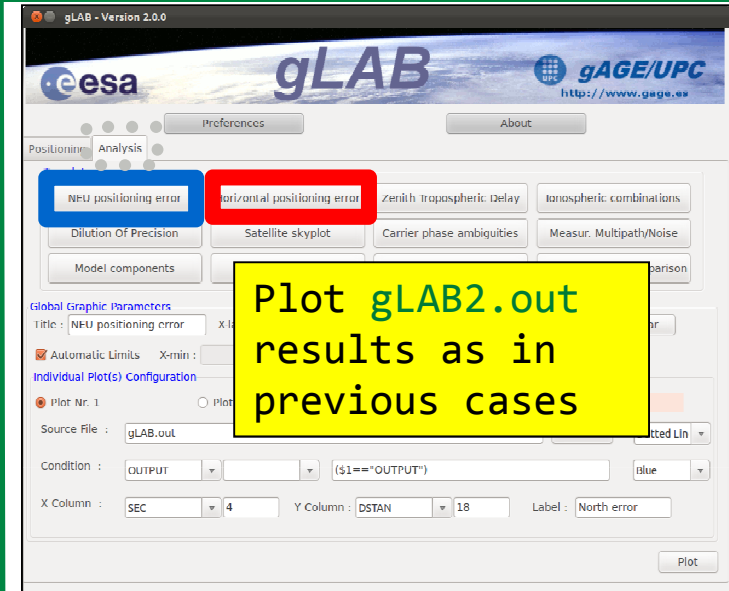 gLAB - Version 2.0.0
esa gLAB UPC gAGE/UPC
http://www.gage.es
Preferences About
Positioning Analysis
NEU positioning error Horizontal positioning error Zenith Tropospheric Delay Ionospheric combinations
Dilution Of Precision Satellite skyplot Carrier phase ambiguities Measur. Multipath/Noise
Model components
Plot gLAB2.out
results as in
previous cases
Global Graphic Parameters
Title : NEU positioning error
Automatic Limits X-min :
Individual Plot(s) Configuration
Plot Nr. 1
Source File : gLAB.out
Condition : OUTPUT ($1=="OUTPUT") Blue
X Column : SEC 4 Y Column : DSTAN 18 Label : North error
Plot